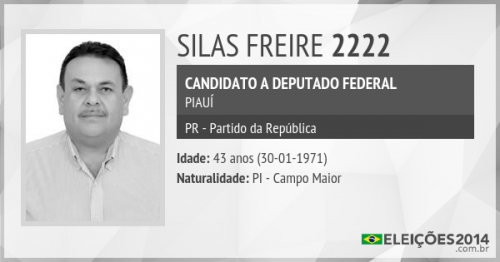 SILAS FREIRE 2222
CANDIDATO A DEPUTADO FEDERAL
PIAUÍ
PR - Partido da República
Idade: 43 anos (30-01-1971)
Naturalidade: PI - Campo Maior
ELEIÇÕES2014
.com.br